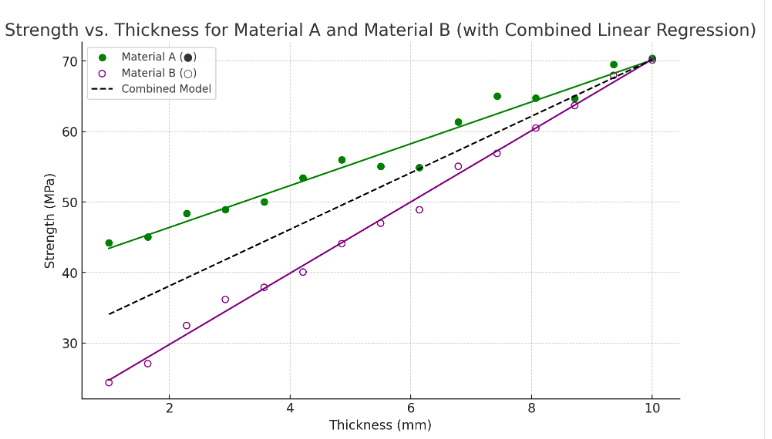 Strength vs. Thickness for Material A and Material B (with Combined Linear Regression)
Material A (●)
Material B (○)
Combined Model
Strength (MPa)
70
60
50
40
30
2 4 6 8 10
Thickness (mm)